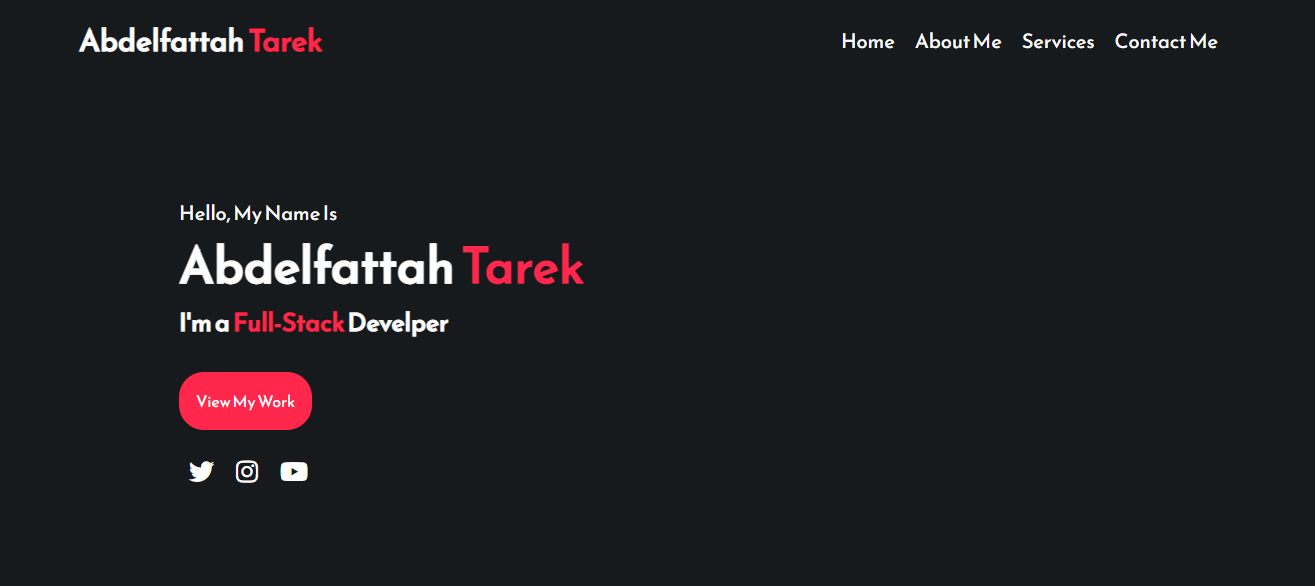 Abdelfattah Tarek
Home About Me Services Contact Me
Hello, My Name Is
Abdelfattah Tarek
I'm a Full-Stack Develper
View My Work